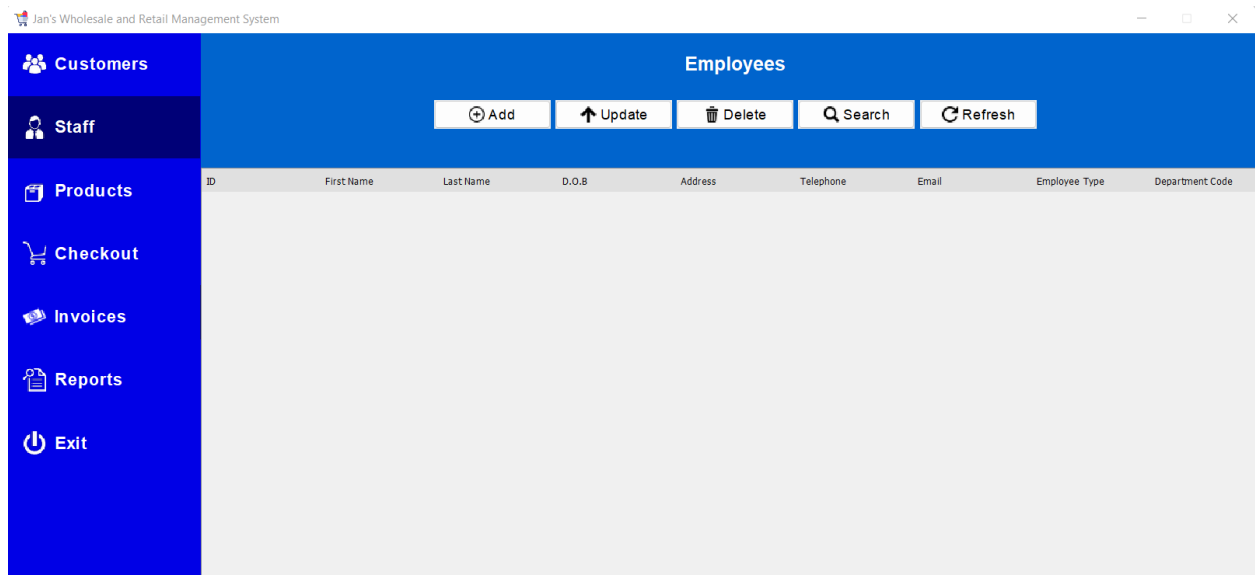 Jan's Wholesale and Retail Management System
Customers
Staff
Products
Checkout
Invoices
Reports
Exit
Employees
Add Update Delete Search Refresh
ID First Name Last Name D.O.B Address Telephone Email Employee Type Department Code